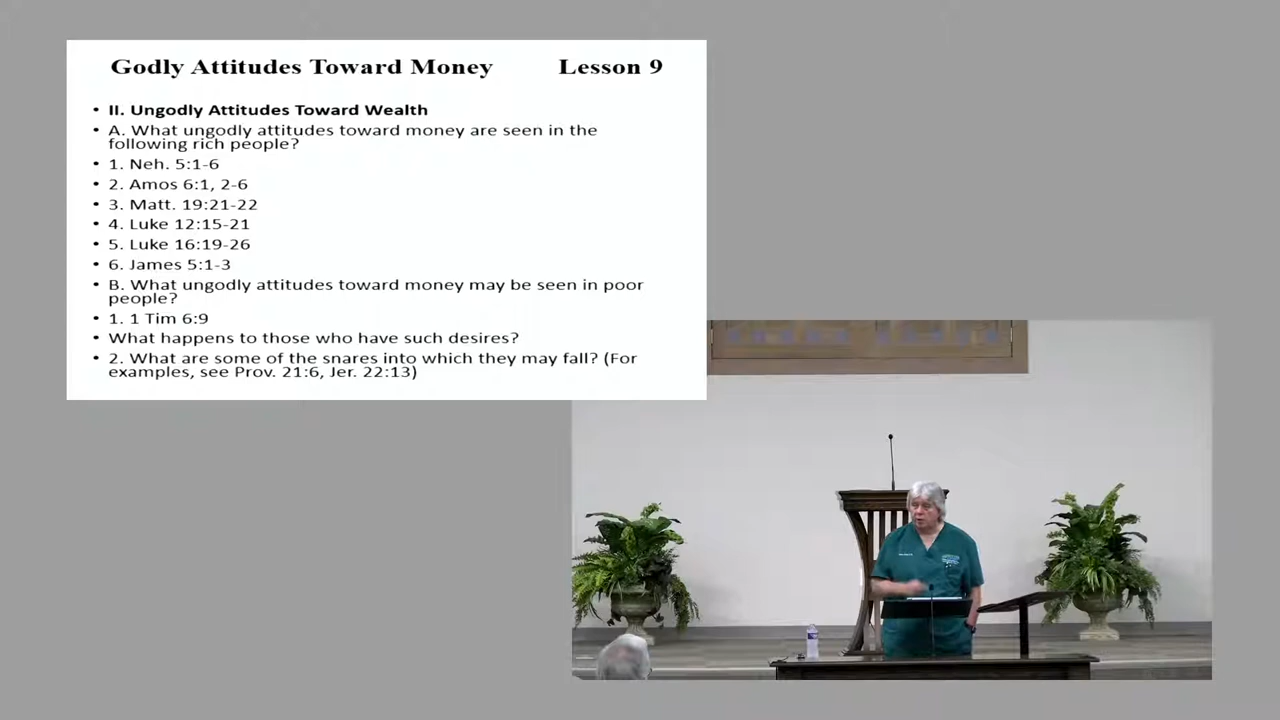 Godly Attitudes Toward Money Lesson 9
• II. Ungodly Attitudes Toward Wealth
• A. What ungodly attitudes toward money are seen in the
following rich people?
• 1. Neh. 5:1-6
• 2. Amos 6:1, 2-6
• 3. Matt. 19:21-22
• 4. Luke 12:15-21
• 5. Luke 16:19-26
• 6. James 5:1-3
• B. What ungodly attitudes toward money may be seen in poor
people?
• 1. 1 Tim 6:9
• What happens to those who have such desires?
• 2. What are some of the snares into which they may fall? (For
examples, see Prov. 21:6, Jer. 22:13)